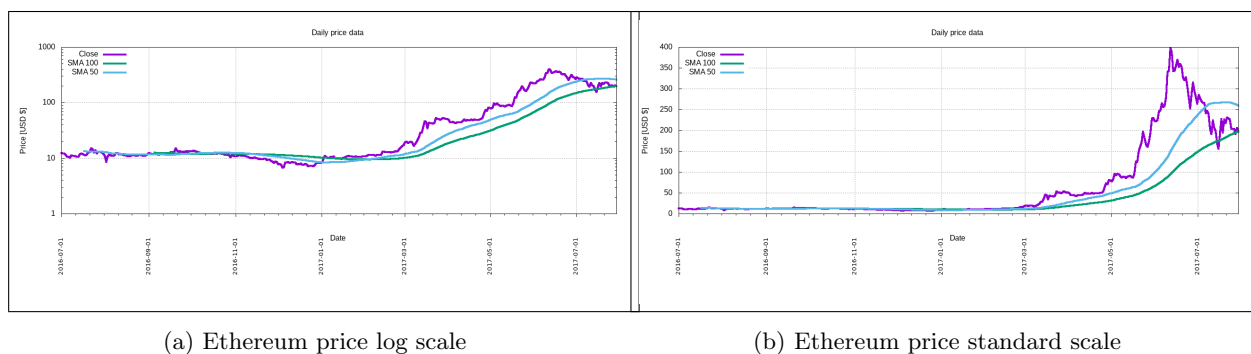 Daily price data
1000
100
10
1
Price [USD $]
Close
SMA 100
SMA 50
2016-07-01
2016-09-01
2016-11-01
2017-01-01
2017-03-01
2017-05-01
2017-07-01
Date
(a) Ethereum price log scale
Daily price data
400
350
300
250
200
150
100
50
0
Price [USD $]
Close
SMA 100
SMA 50
2016-07-01
2016-09-01
2016-11-01
2017-01-01
2017-03-01
2017-05-01
2017-07-01
Date
(b) Ethereum price standard scale